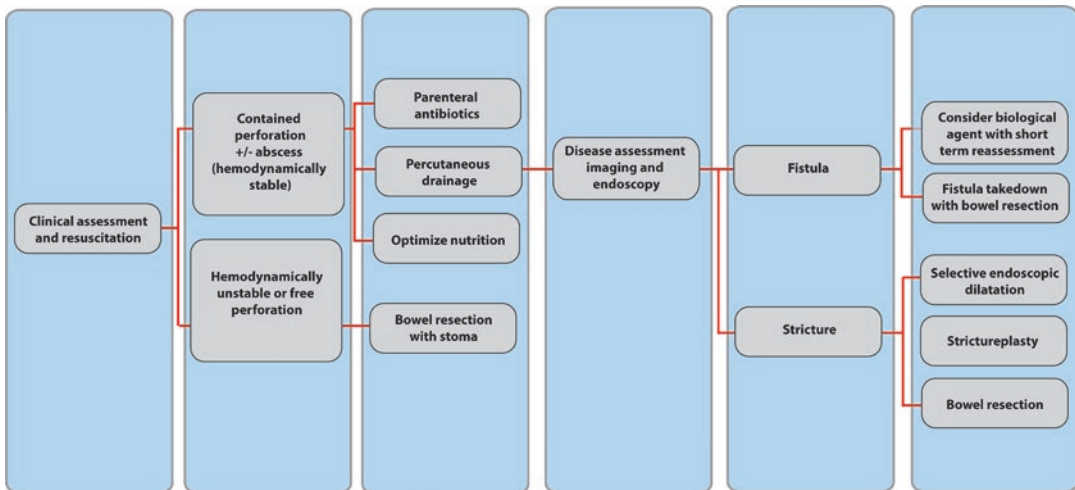 Clinical assessment
and resuscitation
Contained
perforation
+/- abscess
(hemodynamically
stable)
Hemodynamically
unstable or free
perforation
Parenteral
antibiotics
Percutaneous
drainage
Optimize nutrition
Bowel resection
with stoma
Disease assessment
imaging and
endoscopy
Fistula
Stricture
Consider biological
agent with short
term reassessment
Fistula takedown
with bowel resection
Selective endoscopic
dilatation
Strictureplasty
Bowel resection